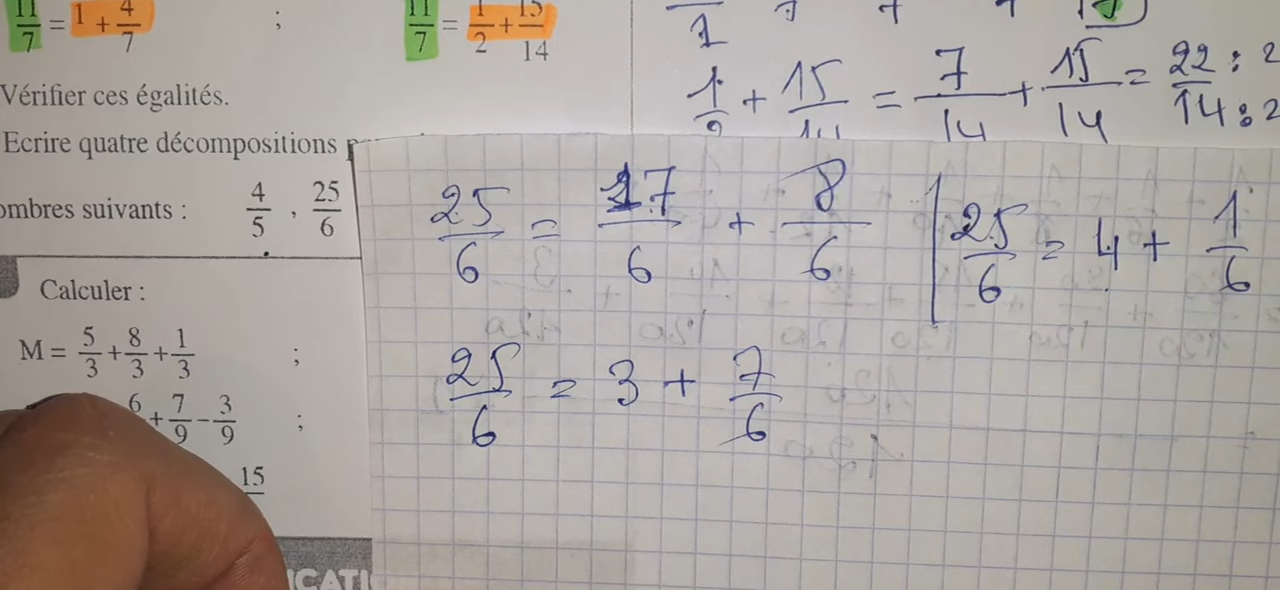 11/7 = 1 + 4/7 ; 11/7 = 1/2 + 15/14
Vérifier ces égalités.
Ecrire quatre décompositions
ombres suivants : 4/5 , 25/6
Calculer :
M = 5/3 + 8/3 + 1/3 ;
6 + 7/9 - 3/9 ;
15
1 + 15 = 7/14 + 15/14 = 22 : 2 / 14 : 2
25/6 = 17/6 + 8/6 | 25/6 = 4 + 1/6
25/6 = 3 + 7/6